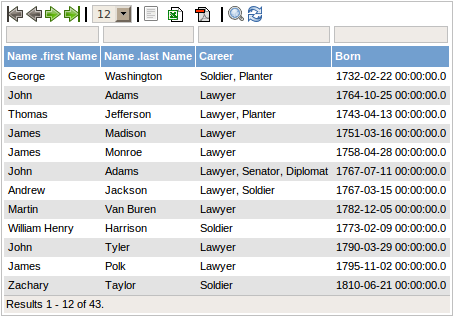 12
Name .first Name Name .last Name Career Born
George Washington Soldier, Planter 1732-02-22 00:00:00.0
John Adams Lawyer 1764-10-25 00:00:00.0
Thomas Jefferson Lawyer, Planter 1743-04-13 00:00:00.0
James Madison Lawyer 1751-03-16 00:00:00.0
James Monroe Lawyer 1758-04-28 00:00:00.0
John Adams Lawyer, Senator, Diplomat 1767-07-11 00:00:00.0
Andrew Jackson Lawyer, Soldier 1767-03-15 00:00:00.0
Martin Van Buren Lawyer 1782-12-05 00:00:00.0
William Henry Harrison Soldier 1773-02-09 00:00:00.0
John Tyler Lawyer 1790-03-29 00:00:00.0
James Polk Lawyer 1795-11-02 00:00:00.0
Zachary Taylor Soldier 1810-06-21 00:00:00.0
Results 1 - 12 of 43.